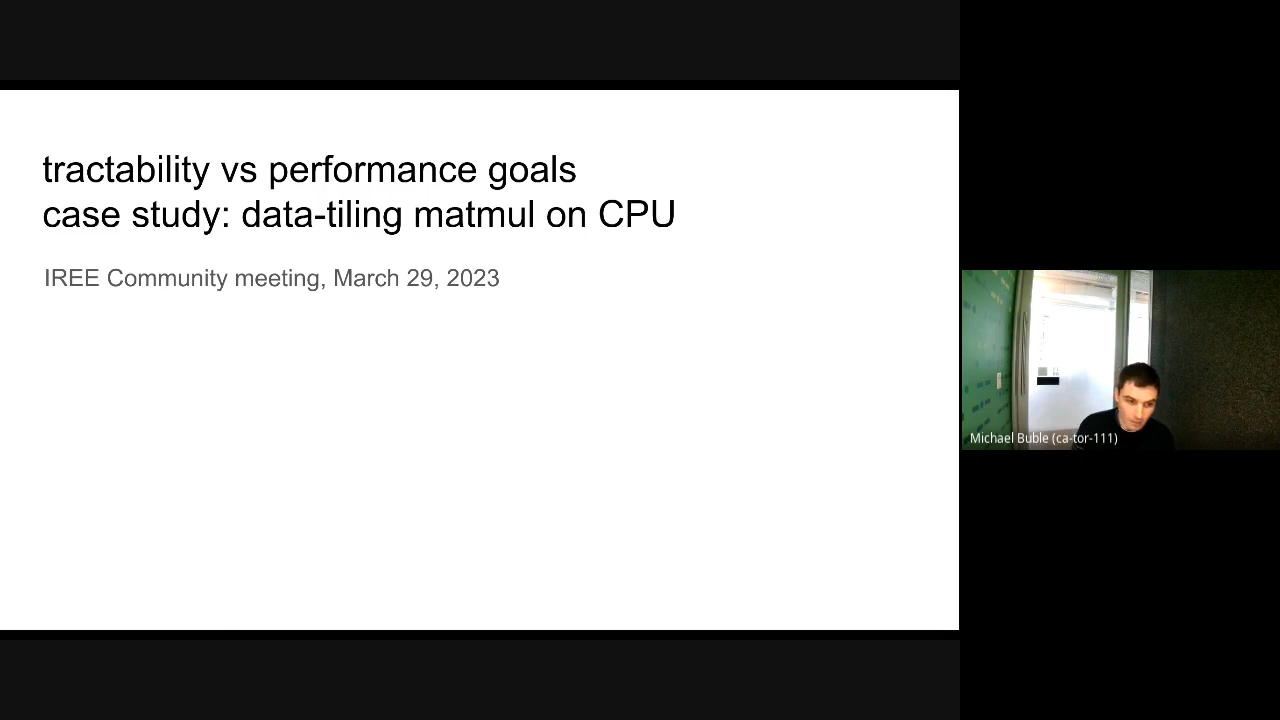 tractability vs performance goals
case study: data-tiling matmul on CPU
IREE Community meeting, March 29, 2023
Michael Buble (ca-tor-111)